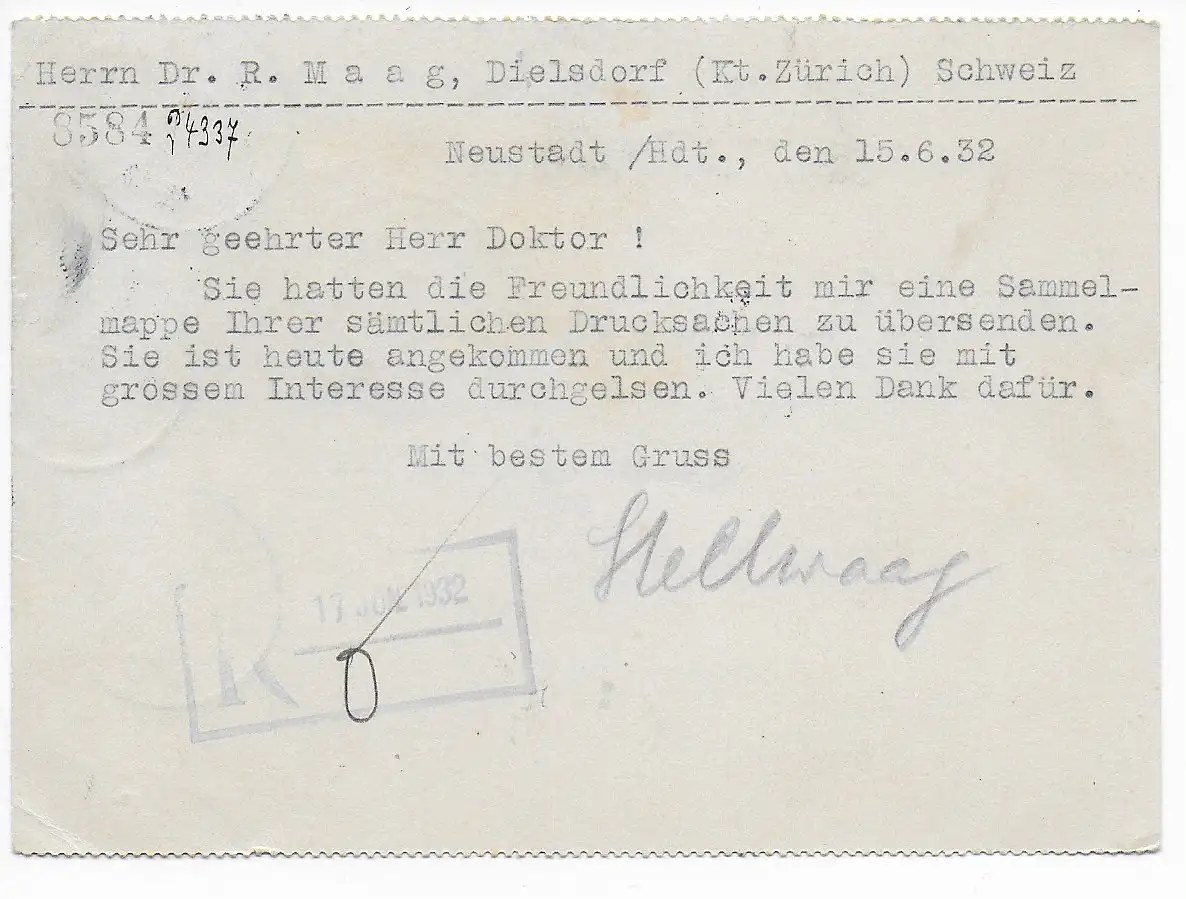 Herrn Dr. R. M a a g, Dielsdorf (Kt.Zürich) Schweiz
8584 4337
Neustadt /Hdt., den 15.6.32
Sehr geehrter Herr Doktor !
Sie hatten die Freundlichkeit mir eine Sammel-
mappe Ihrer sämtlichen Drucksachen zu übersenden.
Sie ist heute angekommen und ich habe sie mit
grossem Interesse durchgelsen. Vielen Dank dafür.
Mit bestem Gruss
Stellwaag
JUN 1932
K